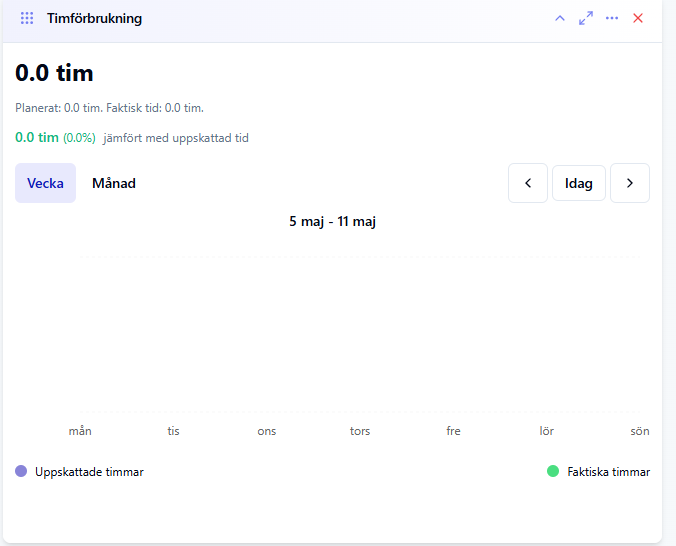 Timförbrukning
0.0 tim
Planerat: 0.0 tim. Faktisk tid: 0.0 tim.
0.0 tim (0.0%) jämfört med uppskattad tid
Vecka Månad Idag
5 maj - 11 maj
mån tis ons tors fre lör sön
Uppskattade timmar Faktiska timmar